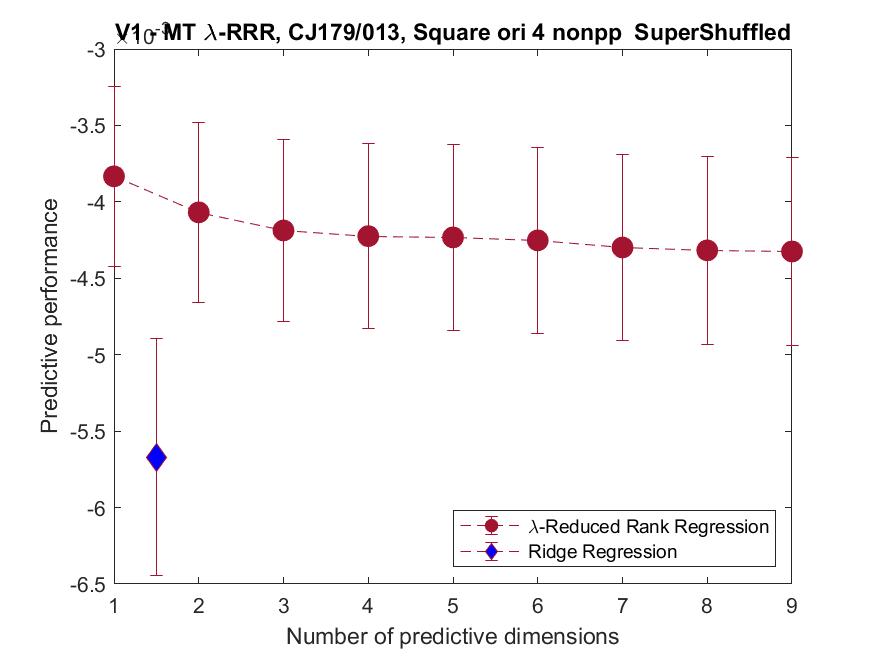 V1 - MT λ-RRR, CJ179/013, Square ori 4 nonpp  SuperShuffled
×10-3
-3
-3.5
-4
-4.5
-5
-5.5
-6
-6.5
Predictive performance
λ-Reduced Rank Regression
Ridge Regression
1 2 3 4 5 6 7 8 9
Number of predictive dimensions